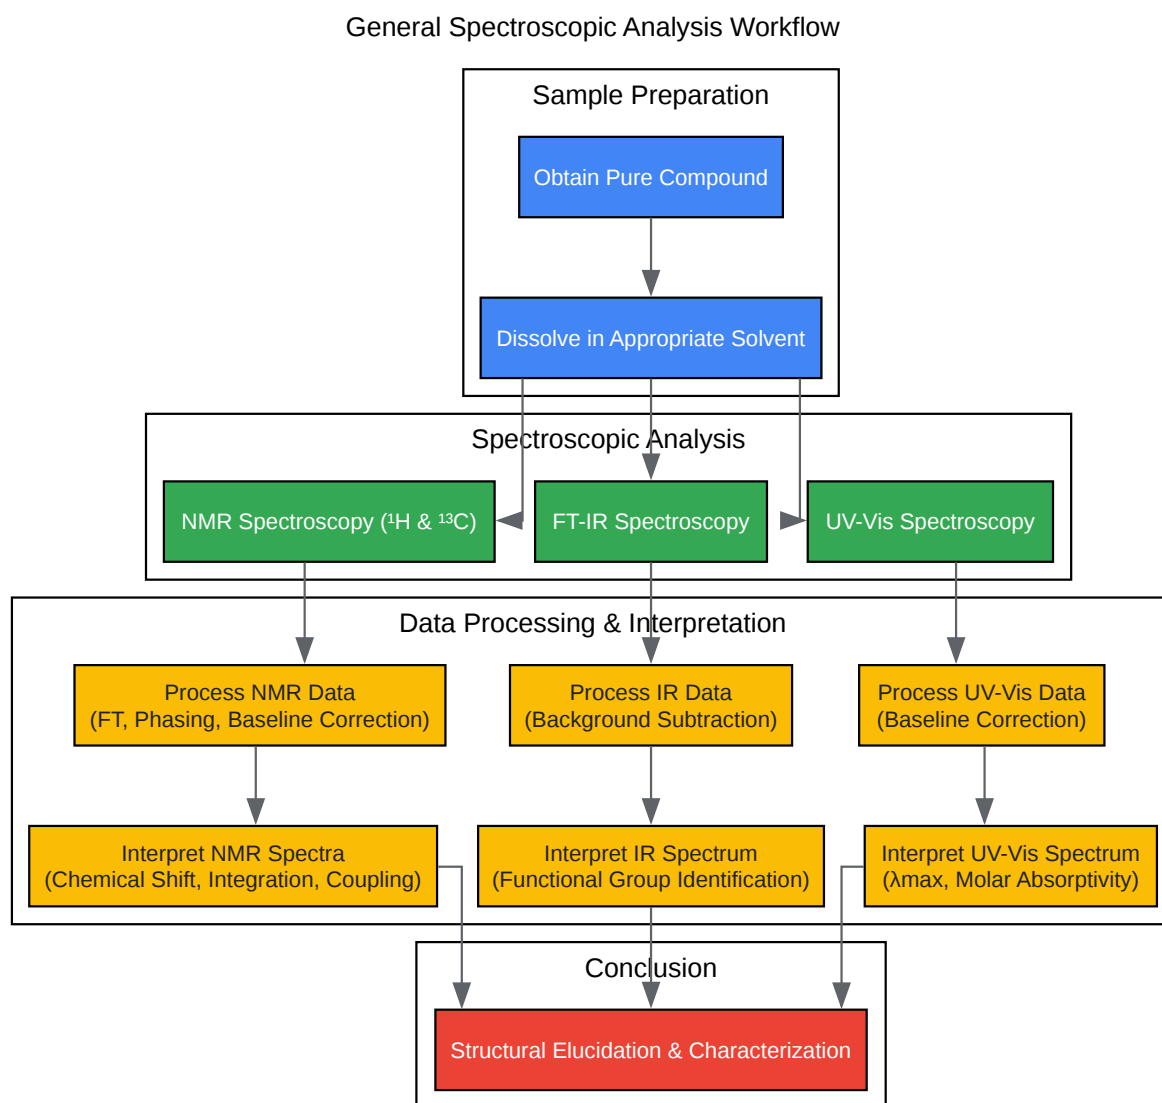 General Spectroscopic Analysis Workflow
Sample Preparation
Obtain Pure Compound
Dissolve in Appropriate Solvent
Spectroscopic Analysis
NMR Spectroscopy (¹H & ¹³C)
FT-IR Spectroscopy
UV-Vis Spectroscopy
Data Processing & Interpretation
Process NMR Data
(FT, Phasing, Baseline Correction)
Process IR Data
(Background Subtraction)
Process UV-Vis Data
(Baseline Correction)
Interpret NMR Spectra
(Chemical Shift, Integration, Coupling)
Interpret IR Spectrum
(Functional Group Identification)
Interpret UV-Vis Spectrum
(λmax, Molar Absorptivity)
Conclusion
Structural Elucidation & Characterization